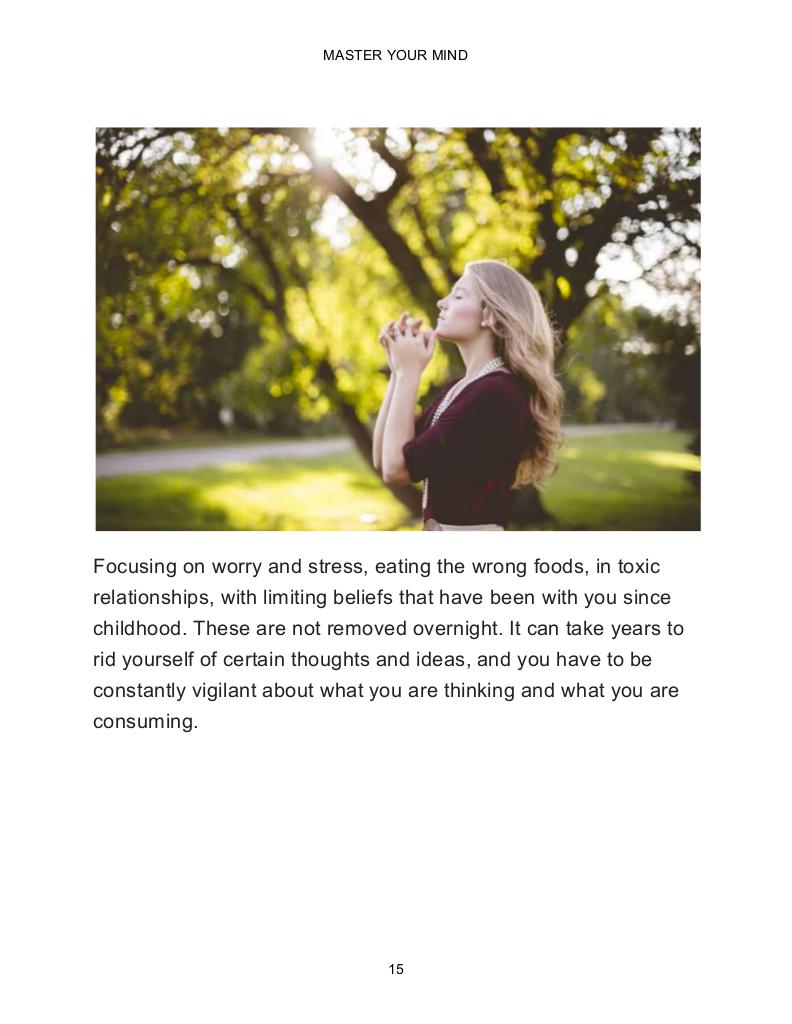 MASTER YOUR MIND
Focusing on worry and stress, eating the wrong foods, in toxic
relationships, with limiting beliefs that have been with you since
childhood. These are not removed overnight. It can take years to
rid yourself of certain thoughts and ideas, and you have to be
constantly vigilant about what you are thinking and what you are
consuming.
15